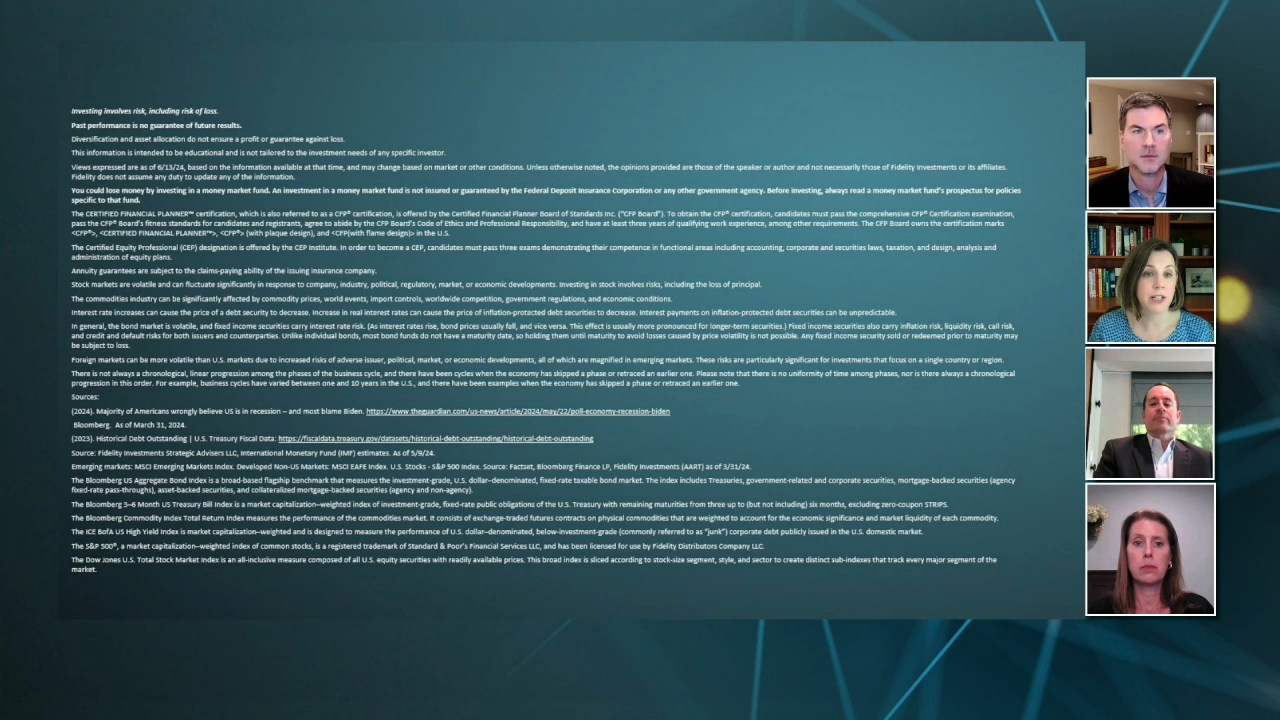 Investing involves risk, including risk of loss.
Past performance is no guarantee of future results.
Diversification and asset allocation do not ensure a profit or guarantee against loss.
This information is intended to be educational and is not tailored to the investment needs of any specific investor.
Views expressed are as of 6/13/24, based on the information available at that time, and may change based on market or other conditions. Unless otherwise noted, the opinions provided are those of the speaker or author and not necessarily those of Fidelity Investments or its affiliates.
Fidelity does not assume any duty to update any of the information.
You could lose money by investing in a money market fund. An investment in a money market fund is not insured or guaranteed by the Federal Deposit Insurance Corporation or any other government agency. Before investing, always read a money market fund's prospectus for policies
specific to that fund.
The CERTIFIED FINANCIAL PLANNER™ certification, which is also referred to as a CFP® certification, is offered by the Certified Financial Planner Board of Standards Inc. ("CFP Board"). To obtain the CFP® certification, candidates must pass the comprehensive CFP® Certification examination,
pass the CFP® Board's fitness standards for candidates and registrants, agree to abide by the CFP Board's Code of Ethics and Professional Responsibility, and have at least three years of qualifying work experience, among other requirements. The CFP Board owns the certification marks
<CFP®>, <CERTIFIED FINANCIAL PLANNER™>, <CFP®> (with plaque design), and <CFP(with flame design)> in the U.S.
The Certified Equity Professional (CEP) designation is offered by the CEP Institute. In order to become a CEP, candidates must pass three exams demonstrating their competence in functional areas including accounting, corporate and securities laws, taxation, and design, analysis and
administration of equity plans.
Annuity guarantees are subject to the claims-paying ability of the issuing insurance company.
Stock markets are volatile and can fluctuate significantly in response to company, industry, political, regulatory, market, or economic developments. Investing in stock involves risks, including the loss of principal.
The commodities industry can be significantly affected by commodity prices, world events, import controls, worldwide competition, government regulations, and economic conditions.
Interest rate increases can cause the price of a debt security to decrease. Increase in real interest rates can cause the price of inflation-protected debt securities to decrease. Interest payments on inflation-protected debt securities can be unpredictable.
In general, the bond market is volatile, and fixed income securities carry interest rate risk. (As interest rates rise, bond prices usually fall, and vice versa. This effect is usually more pronounced for longer-term securities.) Fixed income securities also carry inflation risk, liquidity risk, call risk,
and credit and default risks for both issuers and counterparties. Unlike individual bonds, most bond funds do not have a maturity date, so holding them until maturity to avoid losses caused by price volatility is not possible. Any fixed income security sold or redeemed prior to maturity may
be subject to loss.
Foreign markets can be more volatile than U.S. markets due to increased risks of adverse issuer, political, market, or economic developments, all of which are magnified in emerging markets. These risks are particularly significant for investments that focus on a single country or region.
There is not always a chronological, linear progression among the phases of the business cycle, and there have been cycles when the economy has skipped a phase or retraced an earlier one. Please note that there is no uniformity of time among phases, nor is there always a chronological
progression in this order. For example, business cycles have varied between one and 10 years in the U.S., and there have been examples when the economy has skipped a phase or retraced an earlier one.
Sources:
(2024). Majority of Americans wrongly believe US is in recession – and most blame Biden. https://www.theguardian.com/us-news/article/2024/may/22/poll-economy-recession-biden
Bloomberg. As of March 31, 2024.
(2023). Historical Debt Outstanding | U.S. Treasury Fiscal Data: https://fiscaldata.treasury.gov/datasets/historical-debt-outstanding/historical-debt-outstanding
Source: Fidelity Investments Strategic Advisers LLC, International Monetary Fund (IMF) estimates. As of 5/9/24.
Emerging markets: MSCI Emerging Markets Index. Developed Non-US Markets: MSCI EAFE Index. U.S. Stocks - S&P 500 Index. Source: Factset, Bloomberg Finance LP, Fidelity Investments (AART) as of 3/31/24.
The Bloomberg US Aggregate Bond Index is a broad-based flagship benchmark that measures the investment-grade, U.S. dollar–denominated, fixed-rate taxable bond market. The index includes Treasuries, government-related and corporate securities, mortgage-backed securities (agency
fixed-rate pass-throughs), asset-backed securities, and collateralized mortgage-backed securities (agency and non-agency).
The Bloomberg 3–6 Month US Treasury Bill Index is a market capitalization–weighted index of investment-grade, fixed-rate public obligations of the U.S. Treasury with remaining maturities from three up to (but not including) six months, excluding zero-coupon STRIPS.
The Bloomberg Commodity Index Total Return Index measures the performance of the commodities market. It consists of exchange-traded futures contracts on physical commodities that are weighted to account for the economic significance and market liquidity of each commodity.
The ICE BofA US High Yield Index is market capitalization–weighted and is designed to measure the performance of U.S. dollar–denominated, below-investment-grade (commonly referred to as "junk") corporate debt publicly issued in the U.S. domestic market.
The S&P 500®, a market capitalization–weighted index of common stocks, is a registered trademark of Standard & Poor's Financial Services LLC, and has been licensed for use by Fidelity Distributors Company LLC.
The Dow Jones U.S. Total Stock Market Index is an all-inclusive measure composed of all U.S. equity securities with readily available prices. This broad index is sliced according to stock-size segment, style, and sector to create distinct sub-indexes that track every major segment of the
market.